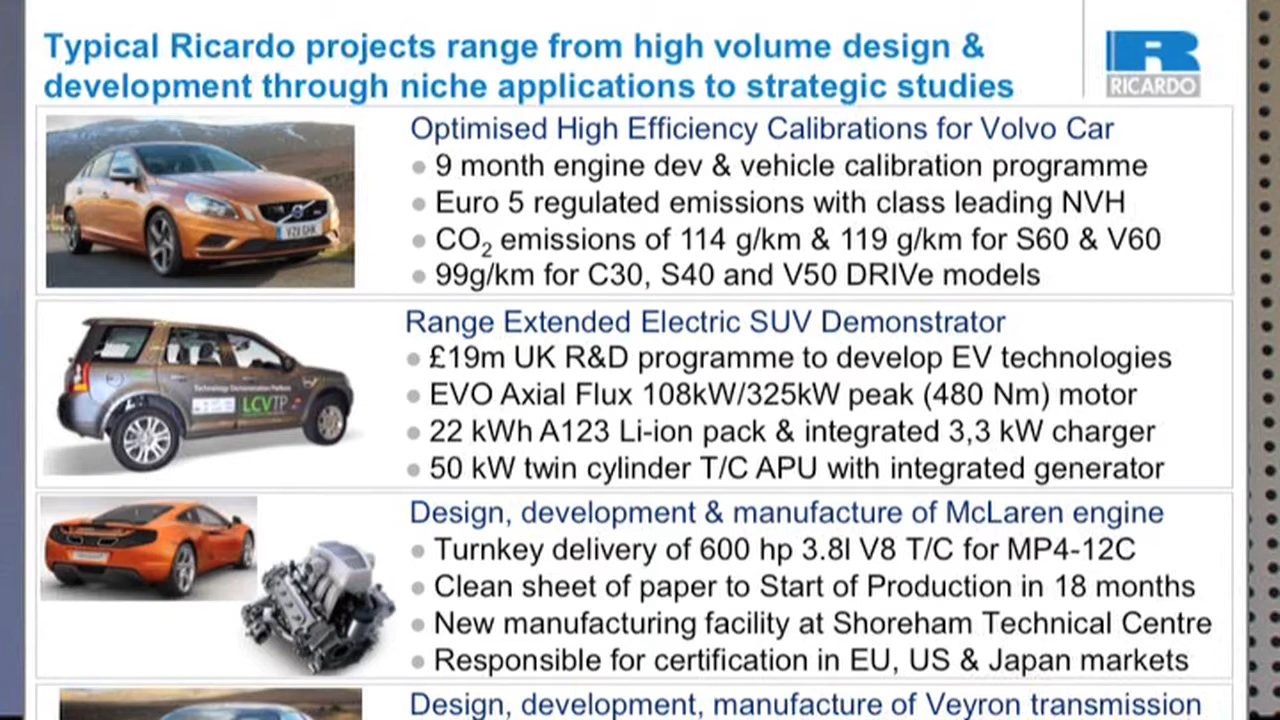 Typical Ricardo projects range from high volume design &
development through niche applications to strategic studies
RICARDO
Optimised High Efficiency Calibrations for Volvo Car
● 9 month engine dev & vehicle calibration programme
● Euro 5 regulated emissions with class leading NVH
● CO₂ emissions of 114 g/km & 119 g/km for S60 & V60
● 99g/km for C30, S40 and V50 DRIVe models
Range Extended Electric SUV Demonstrator
● £19m UK R&D programme to develop EV technologies
● EVO Axial Flux 108kW/325kW peak (480 Nm) motor
● 22 kWh A123 Li-ion pack & integrated 3,3 kW charger
● 50 kW twin cylinder T/C APU with integrated generator
Technology Demonstration Platform
LCVTP
Design, development & manufacture of McLaren engine
● Turnkey delivery of 600 hp 3.8l V8 T/C for MP4-12C
● Clean sheet of paper to Start of Production in 18 months
● New manufacturing facility at Shoreham Technical Centre
● Responsible for certification in EU, US & Japan markets
Design, development, manufacture of Veyron transmission